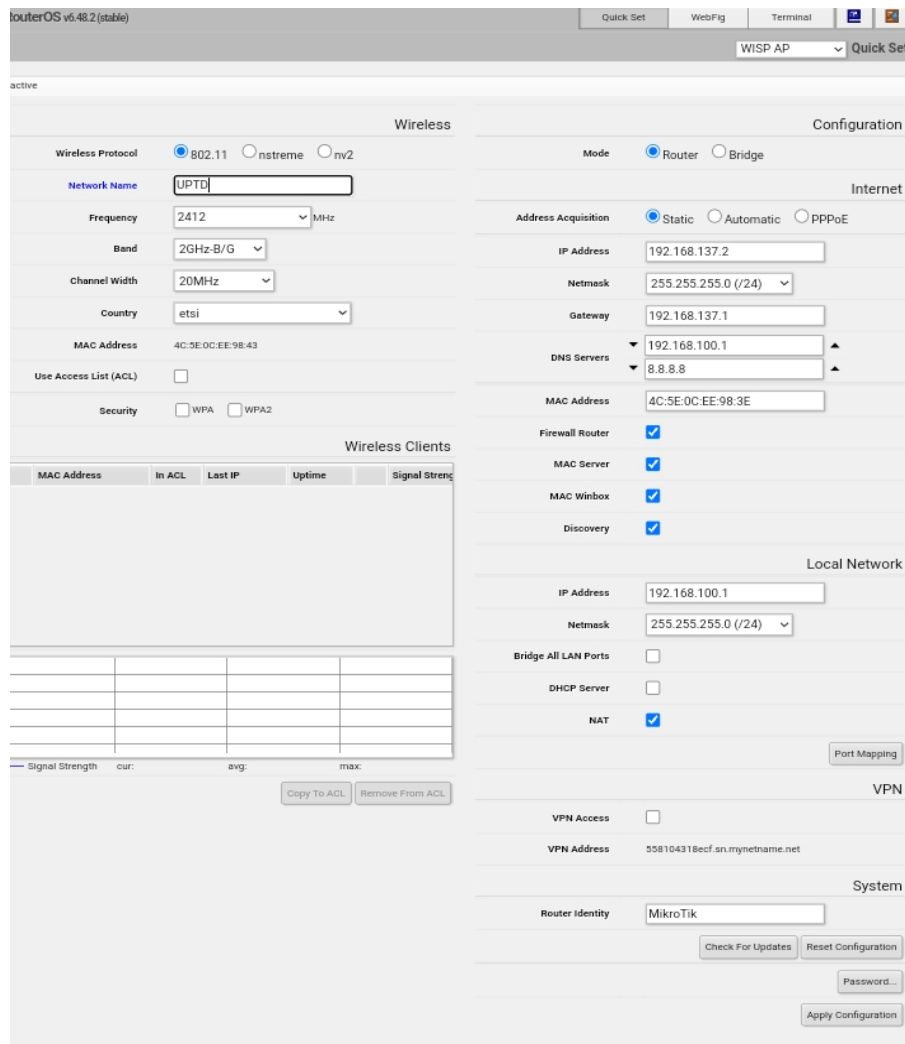 RouterOS v6.48.2 (stable)
Quick Set WebFig Terminal
WISP AP Quick Set
active
Wireless
Wireless Protocol 802.11 nstreme nv2
Network Name UPTD
Frequency 2412 MHz
Band 2GHz-B/G
Channel Width 20MHz
Country etsi
MAC Address 4C:5E:0C:EE:98:43
Use Access List (ACL)
Security WPA WPA2
Wireless Clients
MAC Address In ACL Last IP Uptime Signal Streng
Signal Strength cur: avg: max:
Copy To ACL Remove From ACL
Configuration
Mode Router Bridge
Internet
Address Acquisition Static Automatic PPPoE
IP Address 192.168.137.2
Netmask 255.255.255.0 (/24)
Gateway 192.168.137.1
DNS Servers 192.168.100.1
8.8.8.8
MAC Address 4C:5E:0C:EE:98:3E
Firewall Router
MAC Server
MAC Winbox
Discovery
Local Network
IP Address 192.168.100.1
Netmask 255.255.255.0 (/24)
Bridge All LAN Ports
DHCP Server
NAT
Port Mapping
VPN
VPN Access
VPN Address 558104318ecf.sn.mynetname.net
System
Router Identity MikroTik
Check For Updates Reset Configuration
Password...
Apply Configuration